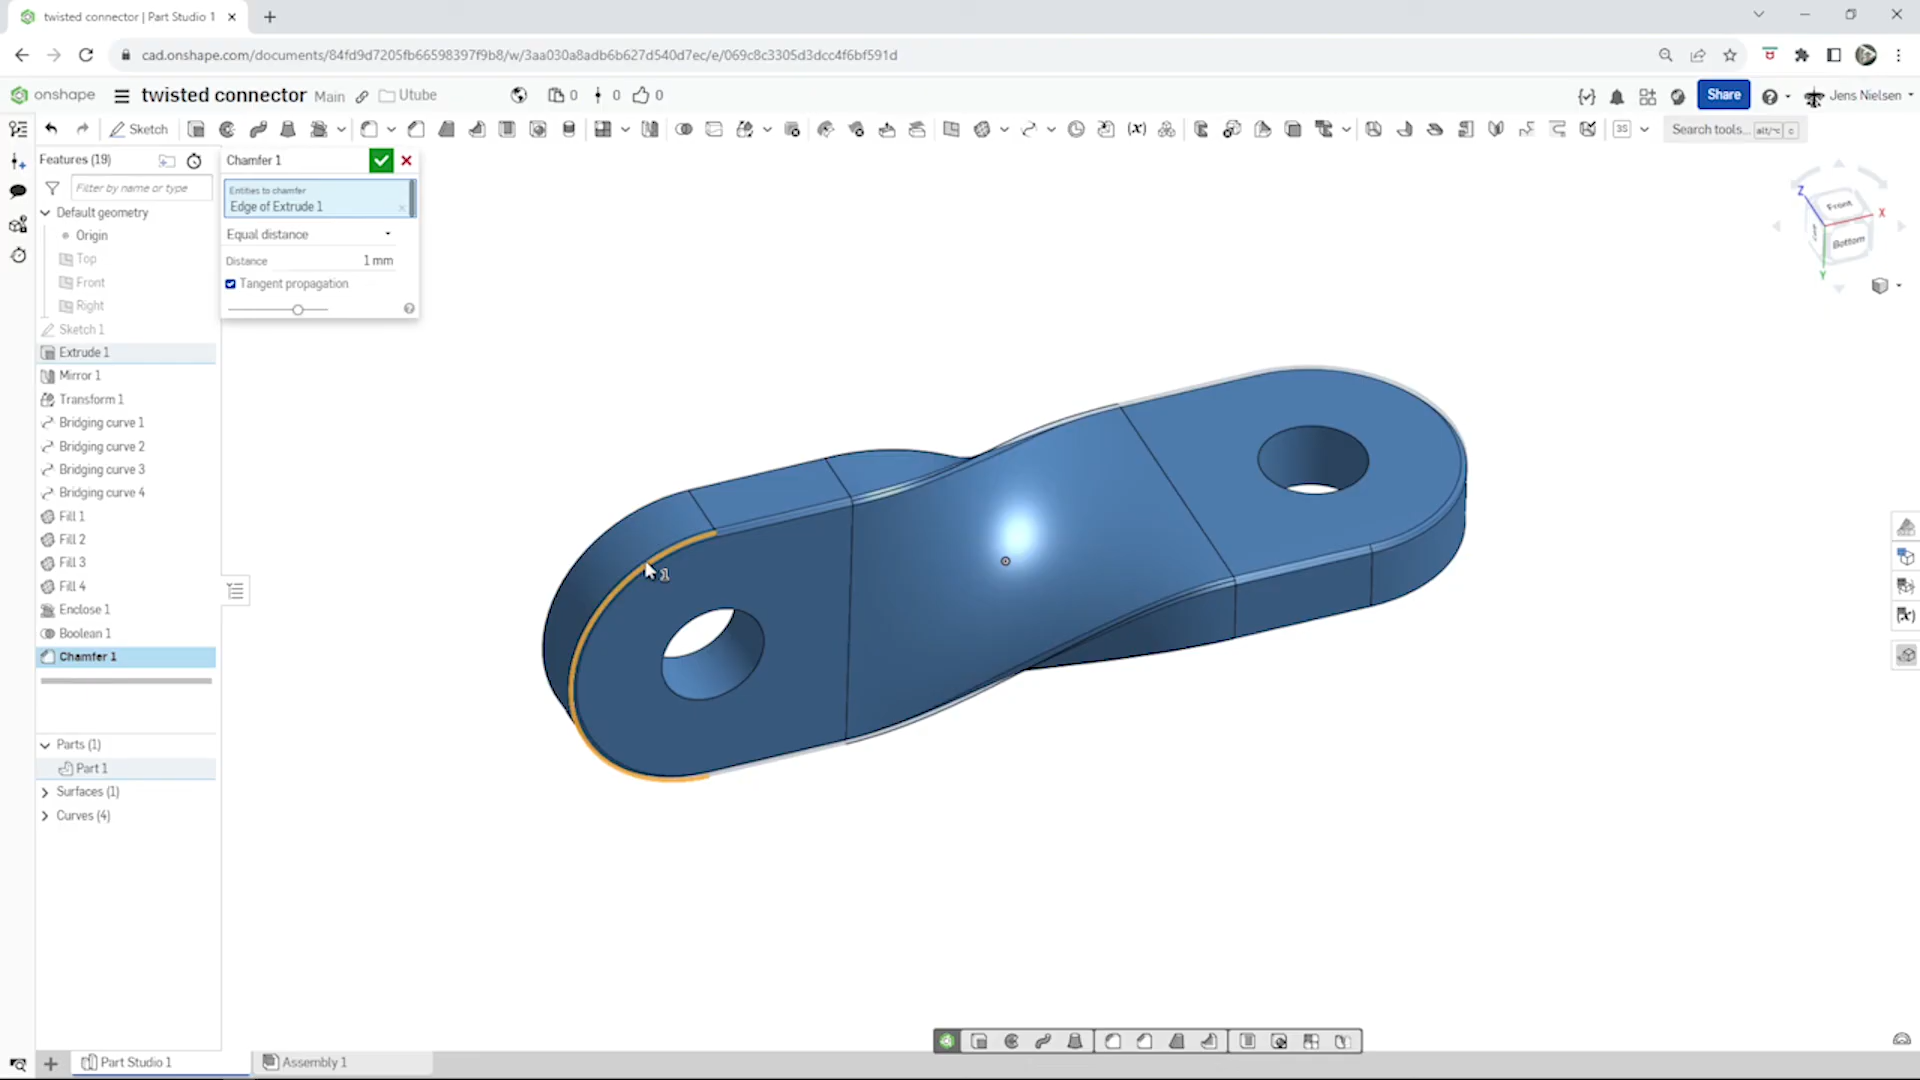 twisted connector | Part Studio 1
cad.onshape.com/documents/84fd9d7205fb66598397f9b8/w/3aa030a8adb6b627d540d7ec/e/069c8c3305d3dcc4f6bf591d
onshape twisted connector Main Utube 0 0 0 Share Jens Nielsen
Sketch Search tools... alt/⌥ c
Features (19)
Filter by name or type
Default geometry
Origin
Top
Front
Right
Sketch 1
Extrude 1
Mirror 1
Transform 1
Bridging curve 1
Bridging curve 2
Bridging curve 3
Bridging curve 4
Fill 1
Fill 2
Fill 3
Fill 4
Enclose 1
Boolean 1
Chamfer 1
Parts (1)
Part 1
Surfaces (1)
Curves (4)
Chamfer 1
Entities to chamfer
Edge of Extrude 1
Equal distance
Distance 1 mm
Tangent propagation
1
Z
Front
X
Left
Bottom
Y
Part Studio 1
Assembly 1